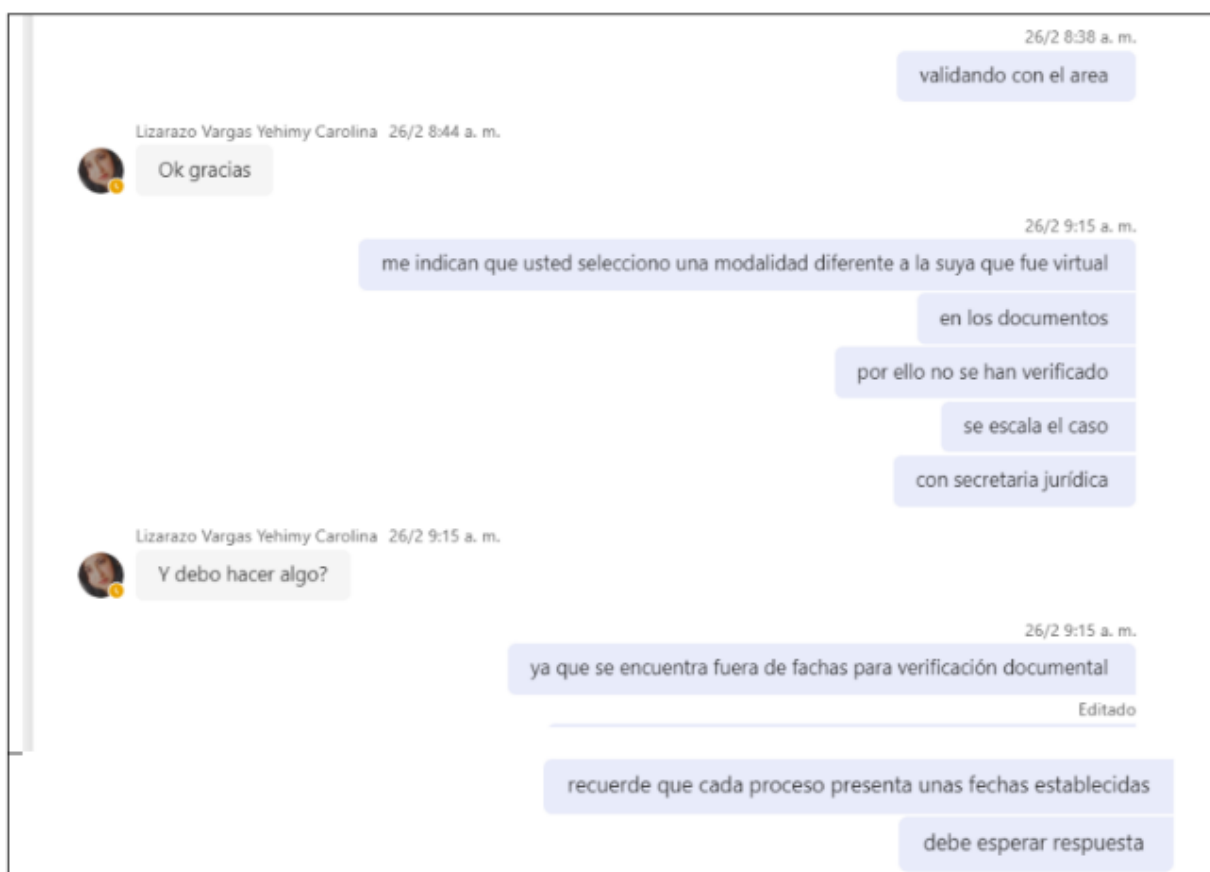 26/2 8:38 a. m.
validando con el area
Lizarazo Vargas Yehimy Carolina 26/2 8:44 a. m.
Ok gracias
26/2 9:15 a. m.
me indican que usted selecciono una modalidad diferente a la suya que fue virtual
en los documentos
por ello no se han verificado
se escala el caso
con secretaria jurídica
Lizarazo Vargas Yehimy Carolina 26/2 9:15 a. m.
Y debo hacer algo?
26/2 9:15 a. m.
ya que se encuentra fuera de fachas para verificación documental
Editado
recuerde que cada proceso presenta unas fechas establecidas
debe esperar respuesta